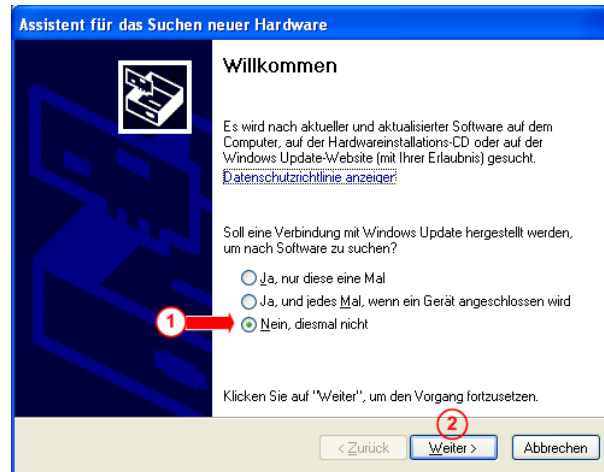 Assistent für das Suchen neuer Hardware
Willkommen
Es wird nach aktueller und aktualisierter Software auf dem
Computer, auf der Hardwareinstallations-CD oder auf der
Windows Update-Website (mit Ihrer Erlaubnis) gesucht.
Datenschutzrichtlinie anzeigen
Soll eine Verbindung mit Windows Update hergestellt werden,
um nach Software zu suchen?
Ja, nur diese eine Mal
Ja, und jedes Mal, wenn ein Gerät angeschlossen wird
1
Nein, diesmal nicht
Klicken Sie auf "Weiter", um den Vorgang fortzusetzen.
2
< Zurück
Weiter >
Abbrechen